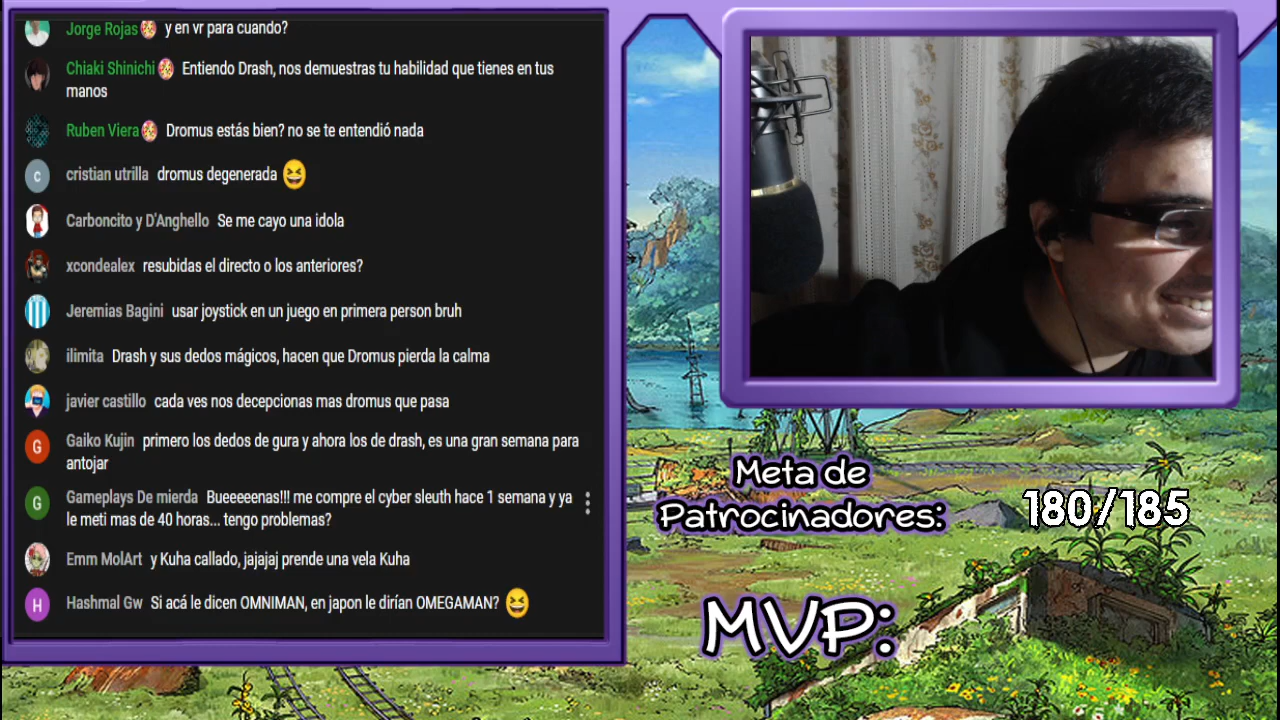 Jorge Rojas y en vr para cuando?
Chiaki Shinichi Entiendo Drash, nos demuestras tu habilidad que tienes en tus
manos
Ruben Viera Dromus estás bien? no se te entendió nada
c cristian utrilla dromus degenerada
Carboncito y D'Anghello Se me cayo una idola
xcondealex resubidas el directo o los anteriores?
Jeremias Bagini usar joystick en un juego en primera person bruh
ilimita Drash y sus dedos mágicos, hacen que Dromus pierda la calma
javier castillo cada ves nos decepcionas mas dromus que pasa
G Gaiko Kujin primero los dedos de gura y ahora los de drash, es una gran semana para
antojar
G Gameplays De mierda Bueeeeenas!!! me compre el cyber sleuth hace 1 semana y ya
le meti mas de 40 horas... tengo problemas?
Emm MolArt y Kuha callado, jajajaj prende una vela Kuha
H Hashmal Gw Si acá le dicen OMNIMAN, en japon le dirían OMEGAMAN?
Meta de
Patrocinadores: 180/185
MVP: